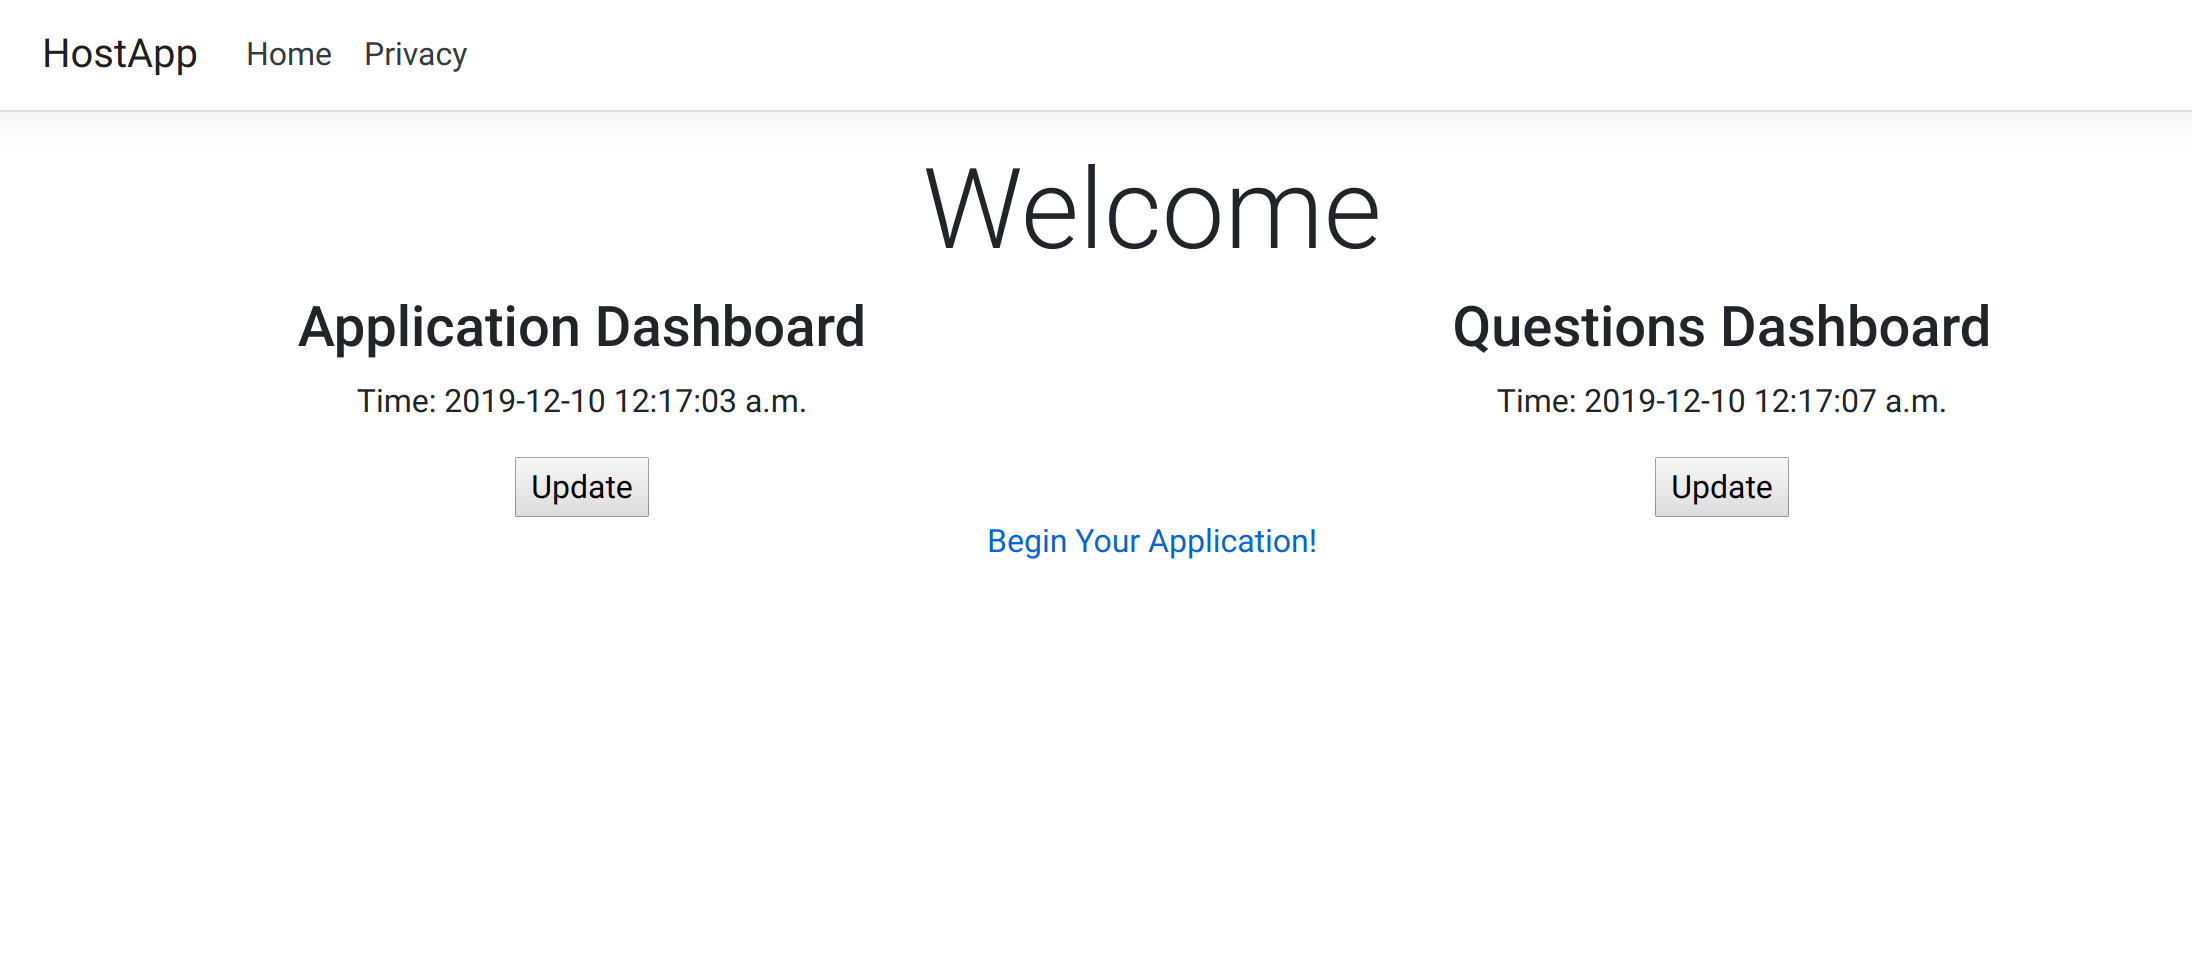 HostApp Home Privacy
Welcome
Application Dashboard
Time: 2019-12-10 12:17:03 a.m.
Update
Questions Dashboard
Time: 2019-12-10 12:17:07 a.m.
Update
Begin Your Application!